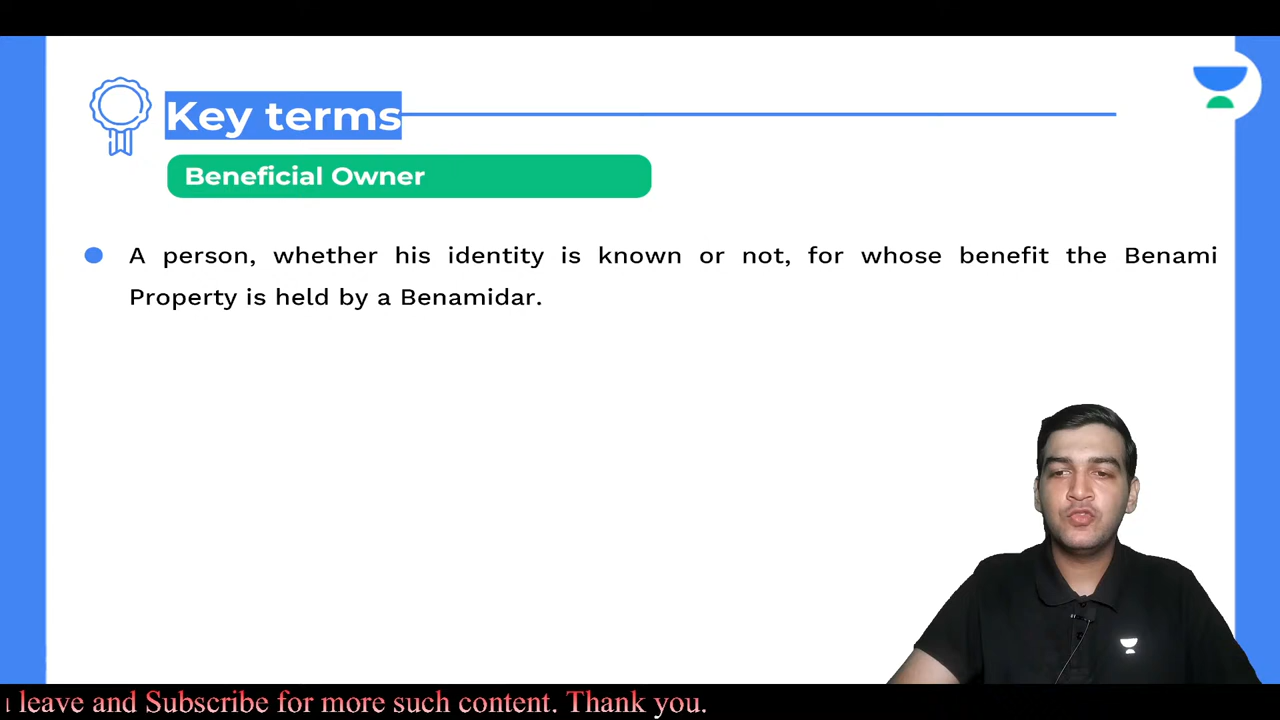 Key terms
Beneficial Owner
A person, whether his identity is known or not, for whose benefit the Benami
Property is held by a Benamidar.
leave and Subscribe for more such content. Thank you.